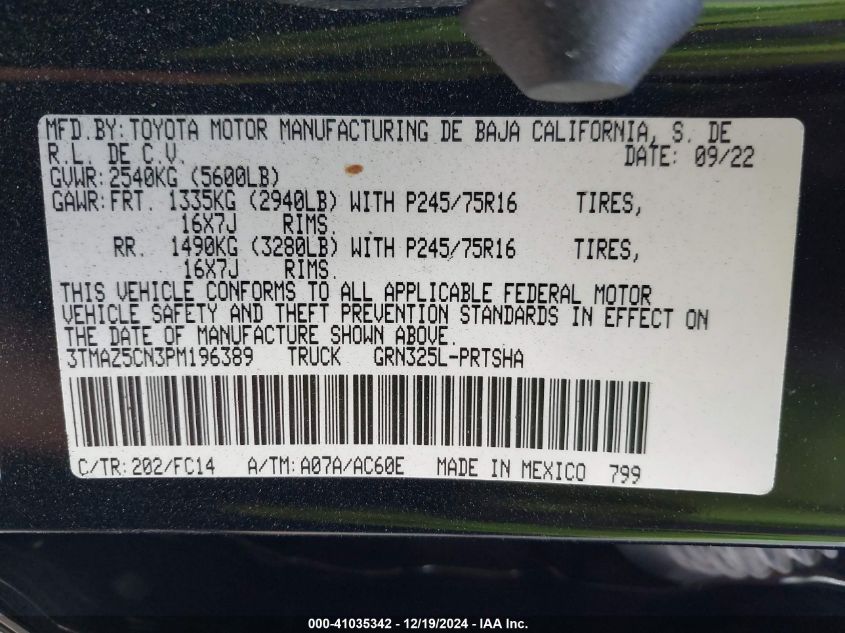 MFD.BY:TOYOTA MOTOR MANUFACTURING DE BAJA CALIFORNIA, S. DE
R.L. DE C.V. DATE: 09/22
GVWR:2540KG (5600LB)
GAWR:FRT. 1335KG (2940LB) WITH P245/75R16 TIRES,
16X7J RIMS.
RR. 1490KG (3280LB) WITH P245/75R16 TIRES,
16X7J RIMS.
THIS VEHICLE CONFORMS TO ALL APPLICABLE FEDERAL MOTOR
VEHICLE SAFETY AND THEFT PREVENTION STANDARDS IN EFFECT ON
THE DATE OF MANUFACTURE SHOWN ABOVE.
3TMAZ5CN3PM196389 TRUCK GRN325L-PRTSHA
C/TR:202/FC14 A/TM:A07A/AC60E MADE IN MEXICO 799
000-41035342 - 12/19/2024 - IAA Inc.